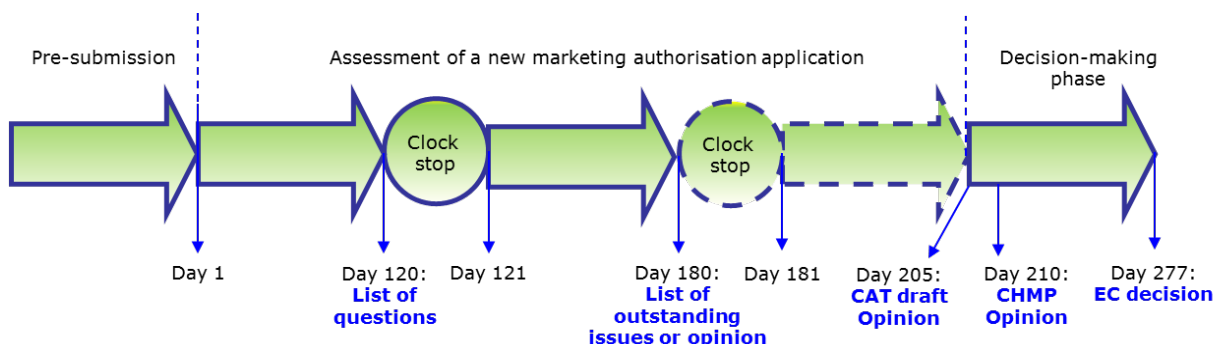 Pre-submission
Assessment of a new marketing authorisation application
Decision-making
phase
Clock
stop
Clock
stop
Day 1
Day 120:
List of
questions
Day 121
Day 180:
List of
outstanding
issues or opinion
Day 181
Day 205:
CAT draft
Opinion
Day 210:
CHMP
Opinion
Day 277:
EC decision